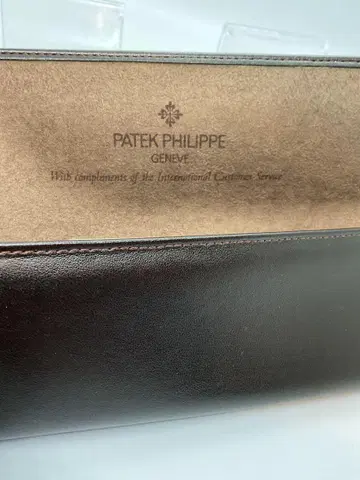 PATEK PHILIPPE
GENEVE
With compliments of the International Customer Service